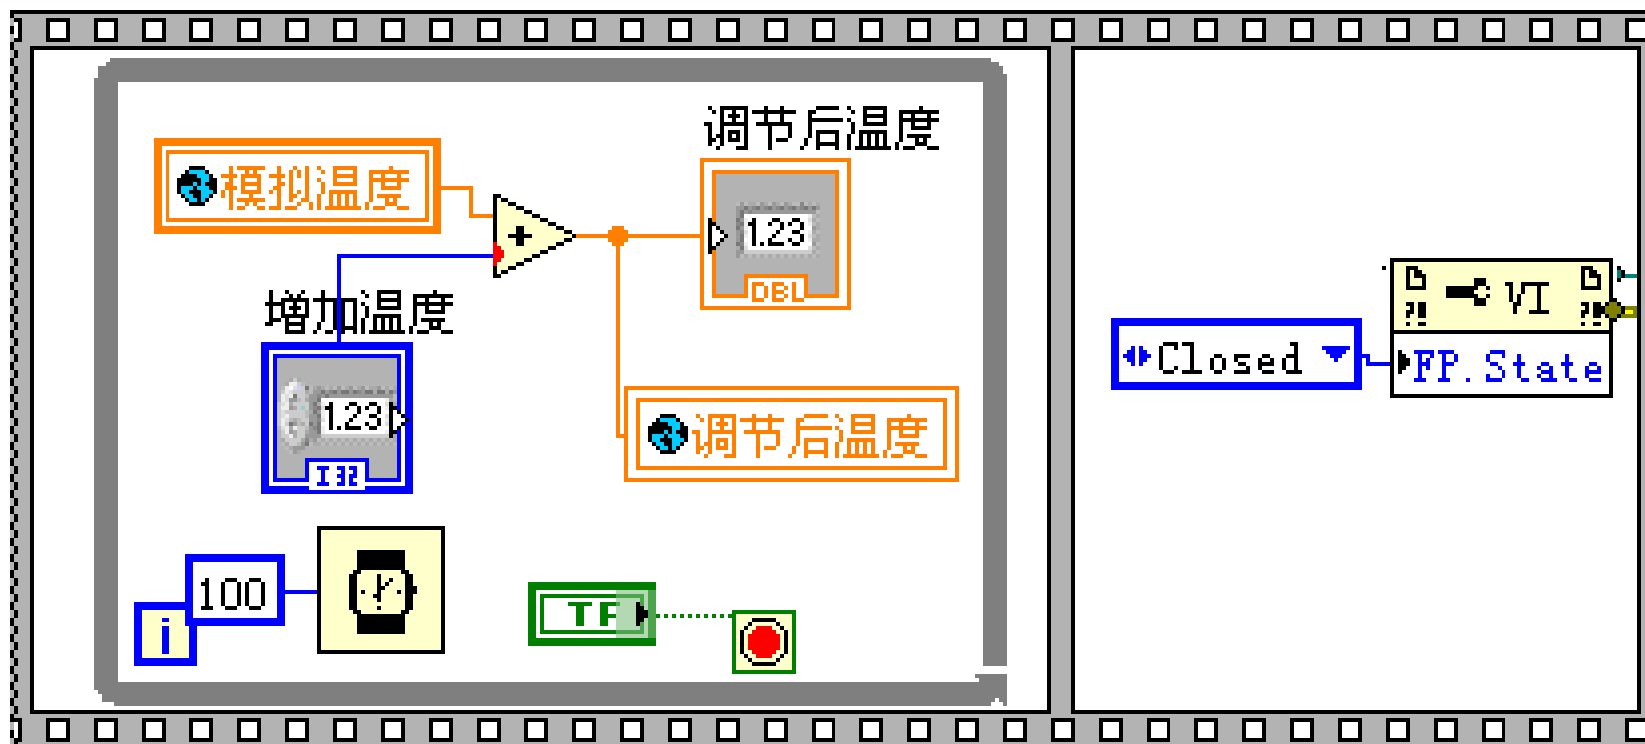 调节后温度
模拟温度
+
1.23
DBL
增加温度
1.23
I32
调节后温度
100
i
TF
VI
?!
?!
Closed
FP.State